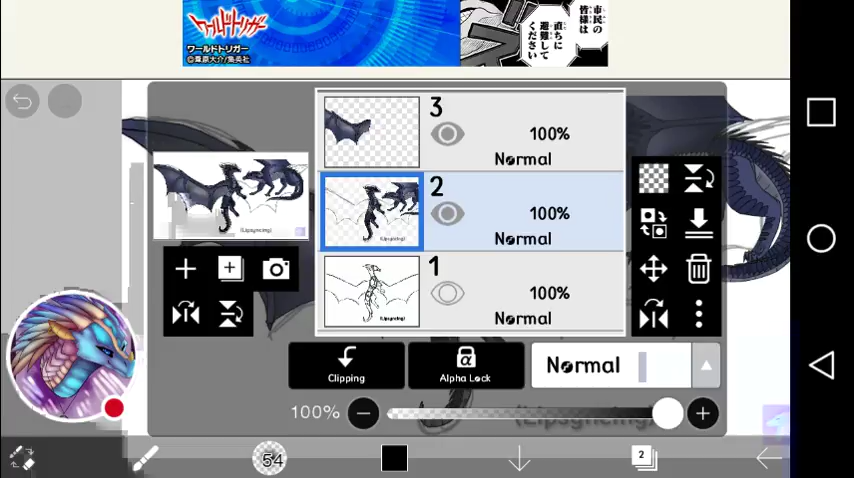 ワールドトリガー
ワールドトリガー
©葦原大介/集英社
市民の
皆様は
直ちに
避難して
ください
3
100%
Normal
2
100%
Normal
(Lipsyncing)
1
100%
Normal
Clipping
Alpha Lock
Normal
100%
(Lipsyncing)
54
2